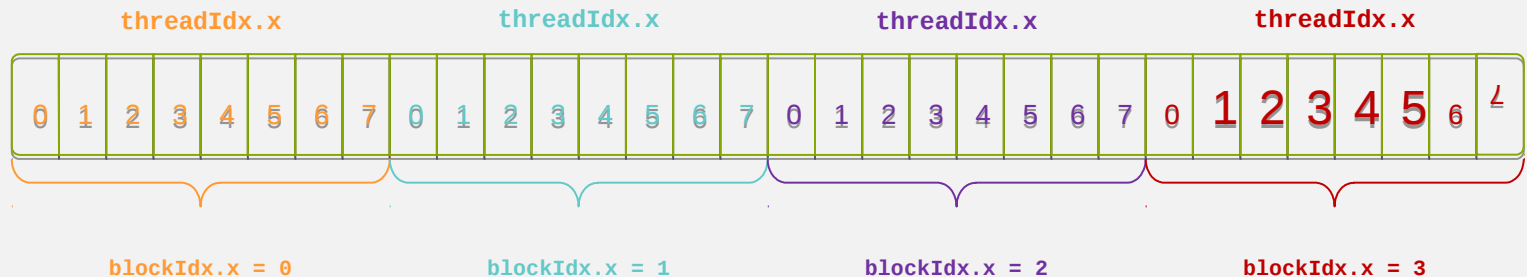 threadIdx.x threadIdx.x threadIdx.x threadIdx.x
0 1 2 3 4 5 6 7 0 1 2 3 4 5 6 7 0 1 2 3 4 5 6 7 0 1 2 3 4 5 6 7
blockIdx.x = 0 blockIdx.x = 1 blockIdx.x = 2 blockIdx.x = 3